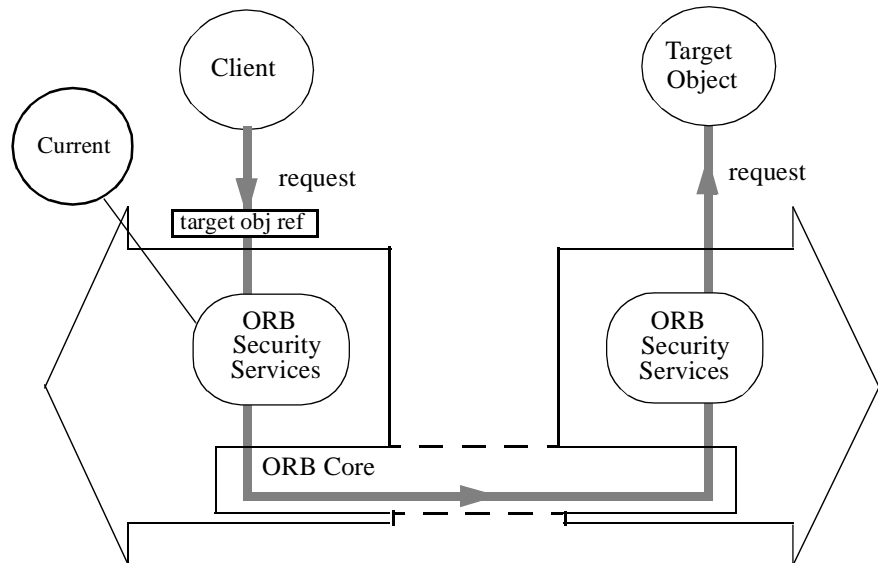 Client
Target
Object
Current
request
request
target obj ref
ORB
Security
Services
ORB
Security
Services
ORB Core